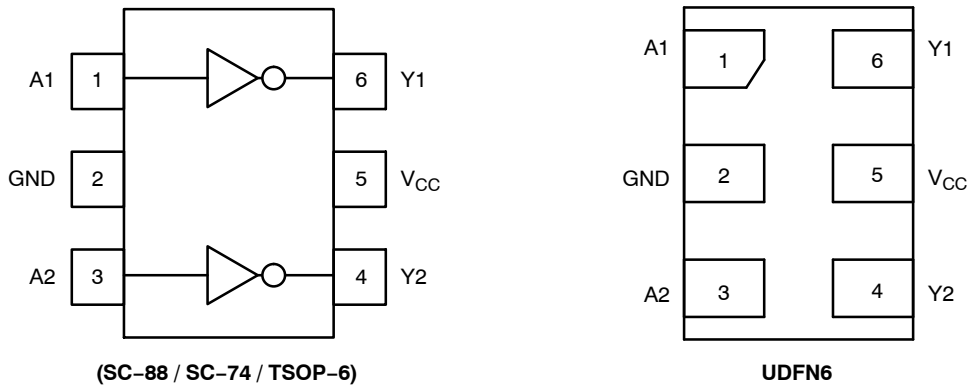 A1 1 6 Y1
GND 2 5 VCC
A2 3 4 Y2
(SC−88 / SC−74 / TSOP−6)
A1 1 6 Y1
GND 2 5 VCC
A2 3 4 Y2
UDFN6